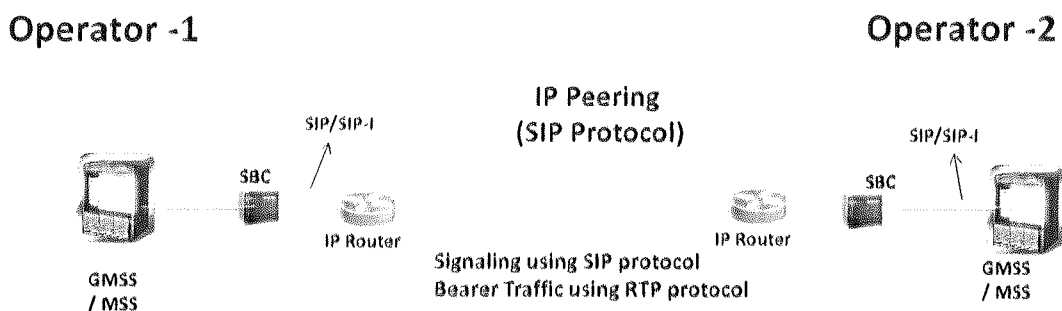 Operator -1
Operator -2
IP Peering
(SIP Protocol)
SIP/SIP-I
SIP/SIP-I
SBC
SBC
IP Router
IP Router
Signaling using SIP protocol
Bearer Traffic using RTP protocol
GMSS
/ MSS
GMSS
/ MSS